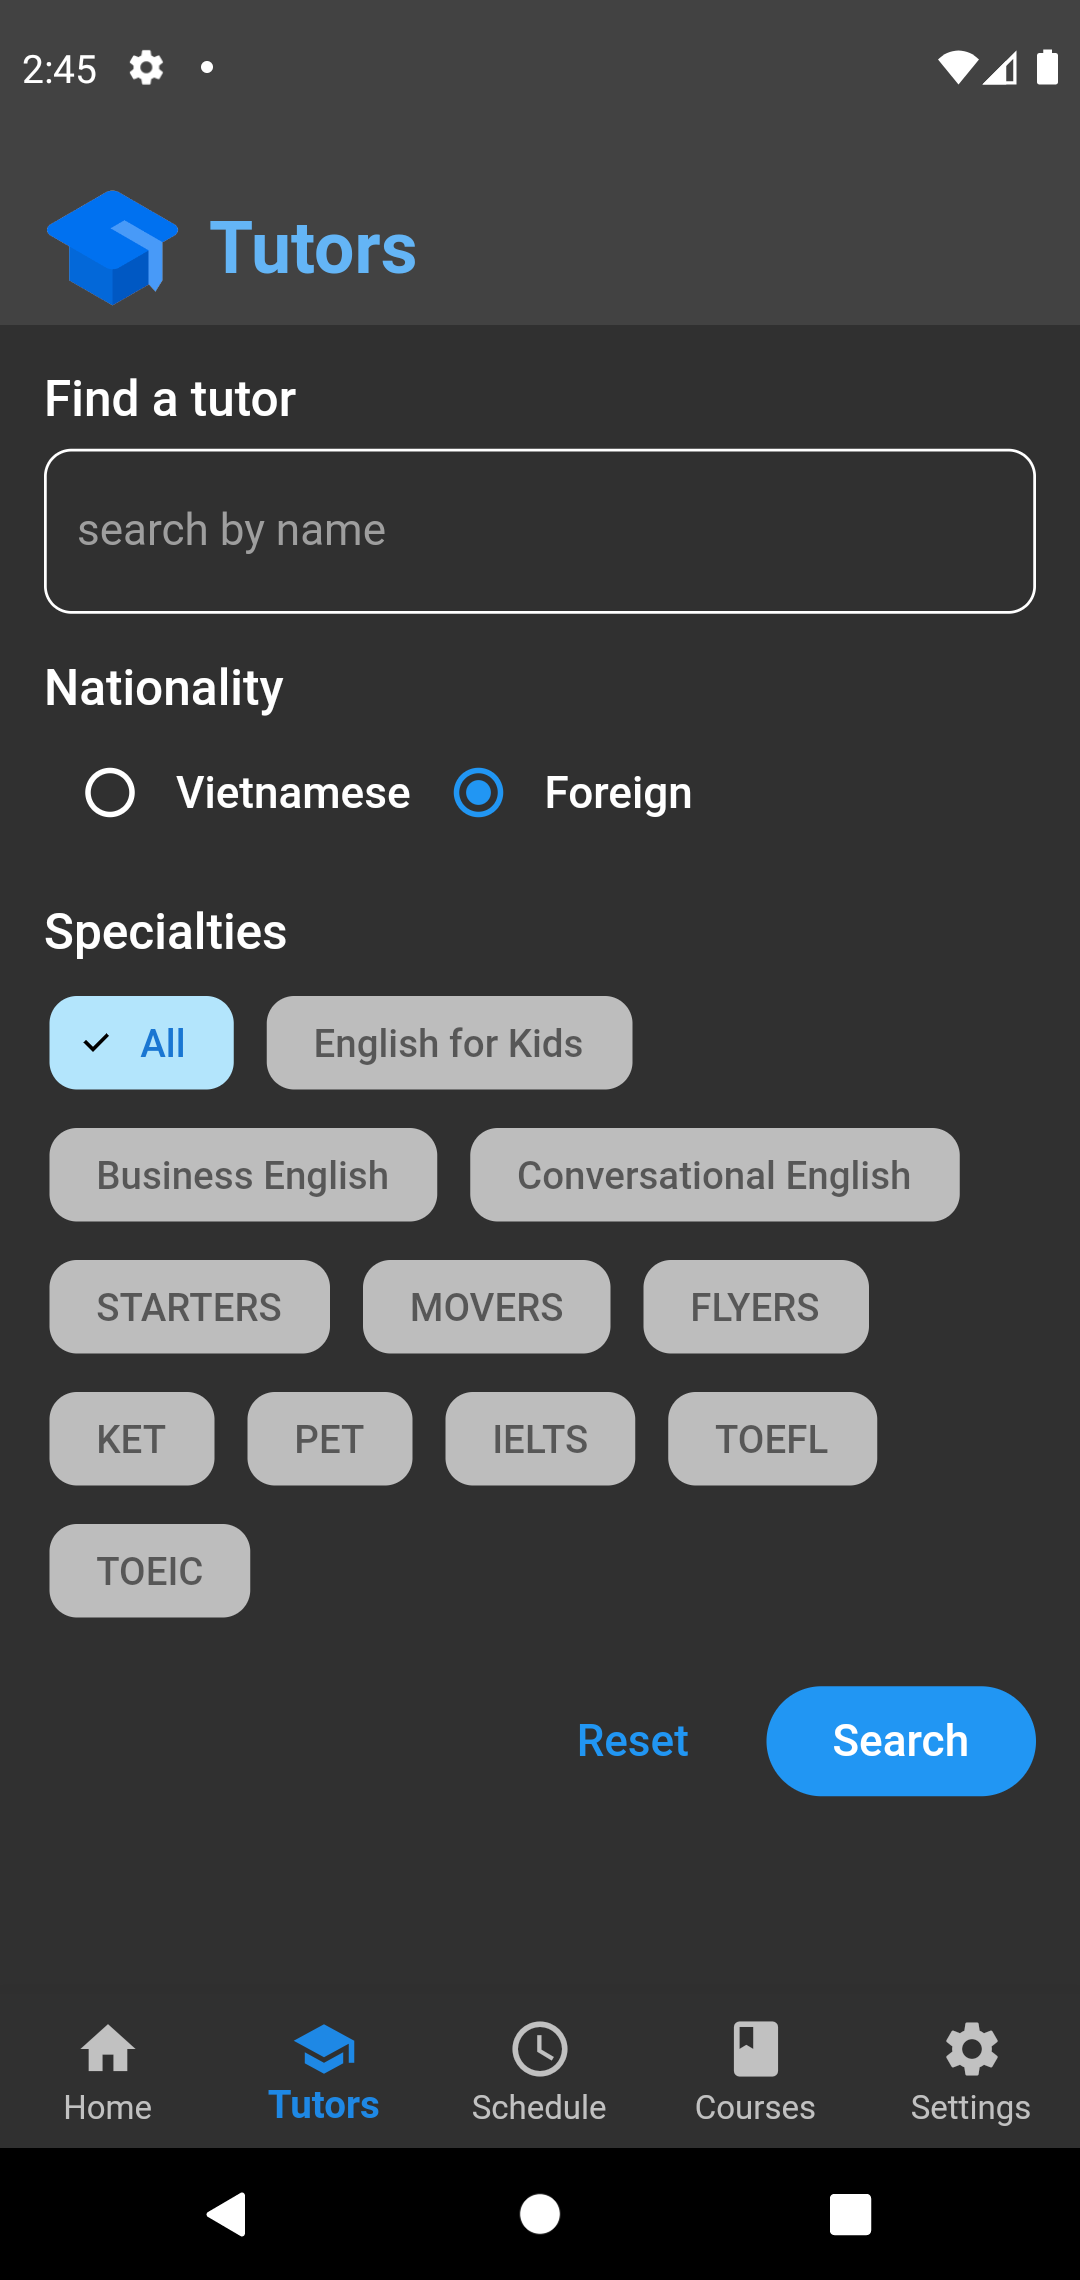 2:45
Tutors
Find a tutor
search by name
Nationality
Vietnamese Foreign
Specialties
All English for Kids
Business English Conversational English
STARTERS MOVERS FLYERS
KET PET IELTS TOEFL
TOEIC
Reset Search
Home Tutors Schedule Courses Settings